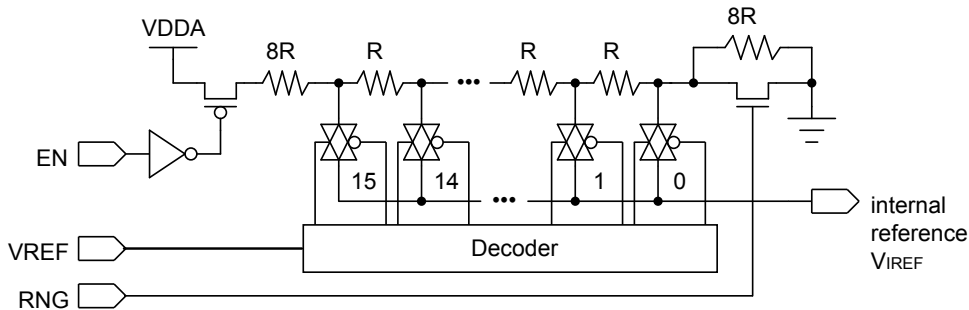 VDDA
8R
R
R
R
8R
EN
15
14
1
0
internal
reference
VIREF
VREF
Decoder
RNG